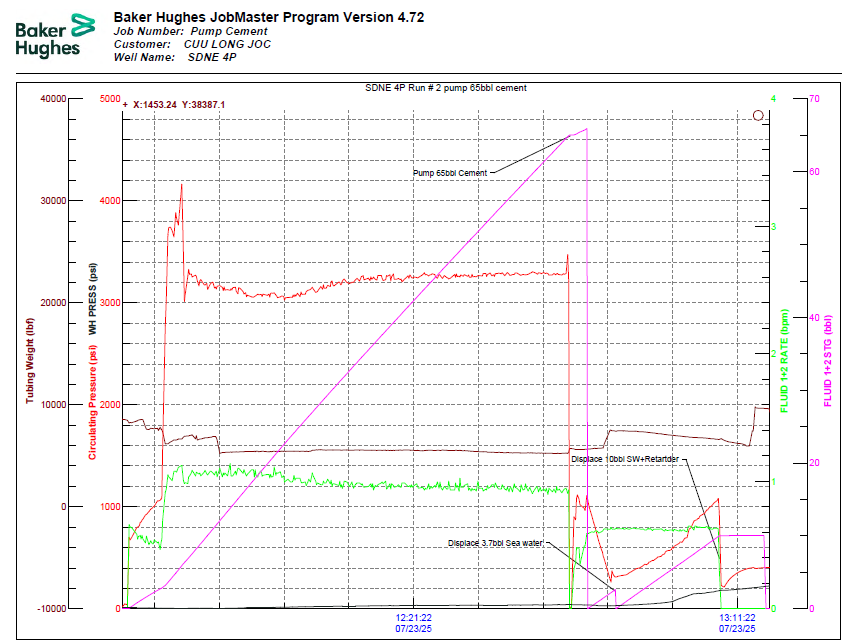 Baker
Hughes
Baker Hughes JobMaster Program Version 4.72
Job Number: Pump Cement
Customer: CUU LONG JOC
Well Name: SDNE 4P
SDNE 4P Run # 2 pump 65bbl cement
+ X:1453.24 Y:38387.1
40000
30000
20000
10000
0
-10000
Tubing Weight (lbf)
5000
4000
3000
2000
1000
0
Circulating Pressure (psi)
WH PRESS (psi)
Pump 65bbl Cement
Displace 10bbl SW+Retartder
Displace 3.7bbl Sea water
4
3
2
1
0
FLUID 1+2 RATE (bpm)
70
60
40
20
0
FLUID 1+2 STG (bbl)
12:21:22
07/23/25
13:11:22
07/23/25